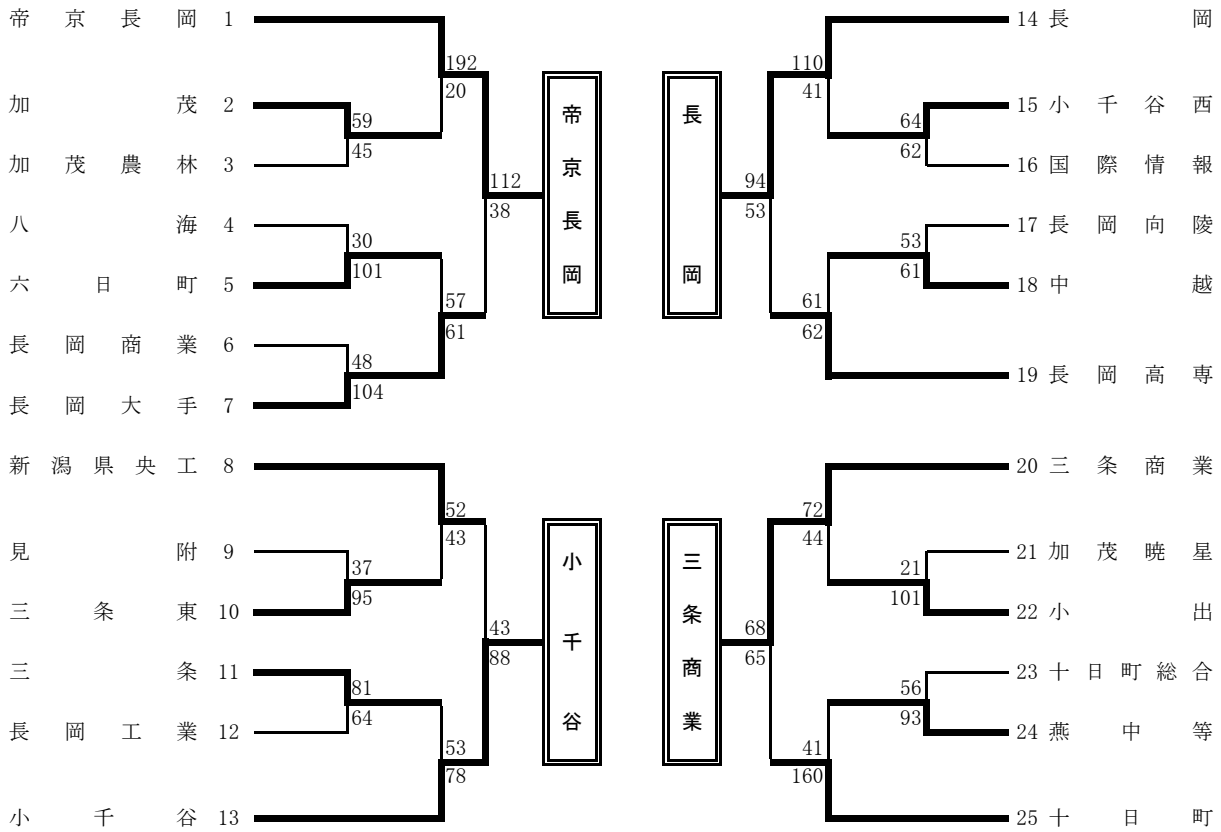 帝京長岡 1
192
20
加茂 2
59
45
加茂農林 3
112
38
八海 4
30
101
六日町 5
57
61
長岡商業 6
48
104
長岡大手 7
帝京長岡
新潟県央工 8
52
43
見附 9
37
95
三条東 10
43
88
三条 11
81
64
長岡工業 12
53
78
小千谷 13
小千谷
14 長岡
110
41
15 小千谷西
64
62
16 国際情報
94
53
17 長岡向陵
53
61
18 中越
61
62
19 長岡高専
長岡
20 三条商業
72
44
21 加茂暁星
21
101
22 小出
68
65
23 十日町総合
56
93
24 燕中等
41
160
25 十日町
三条商業